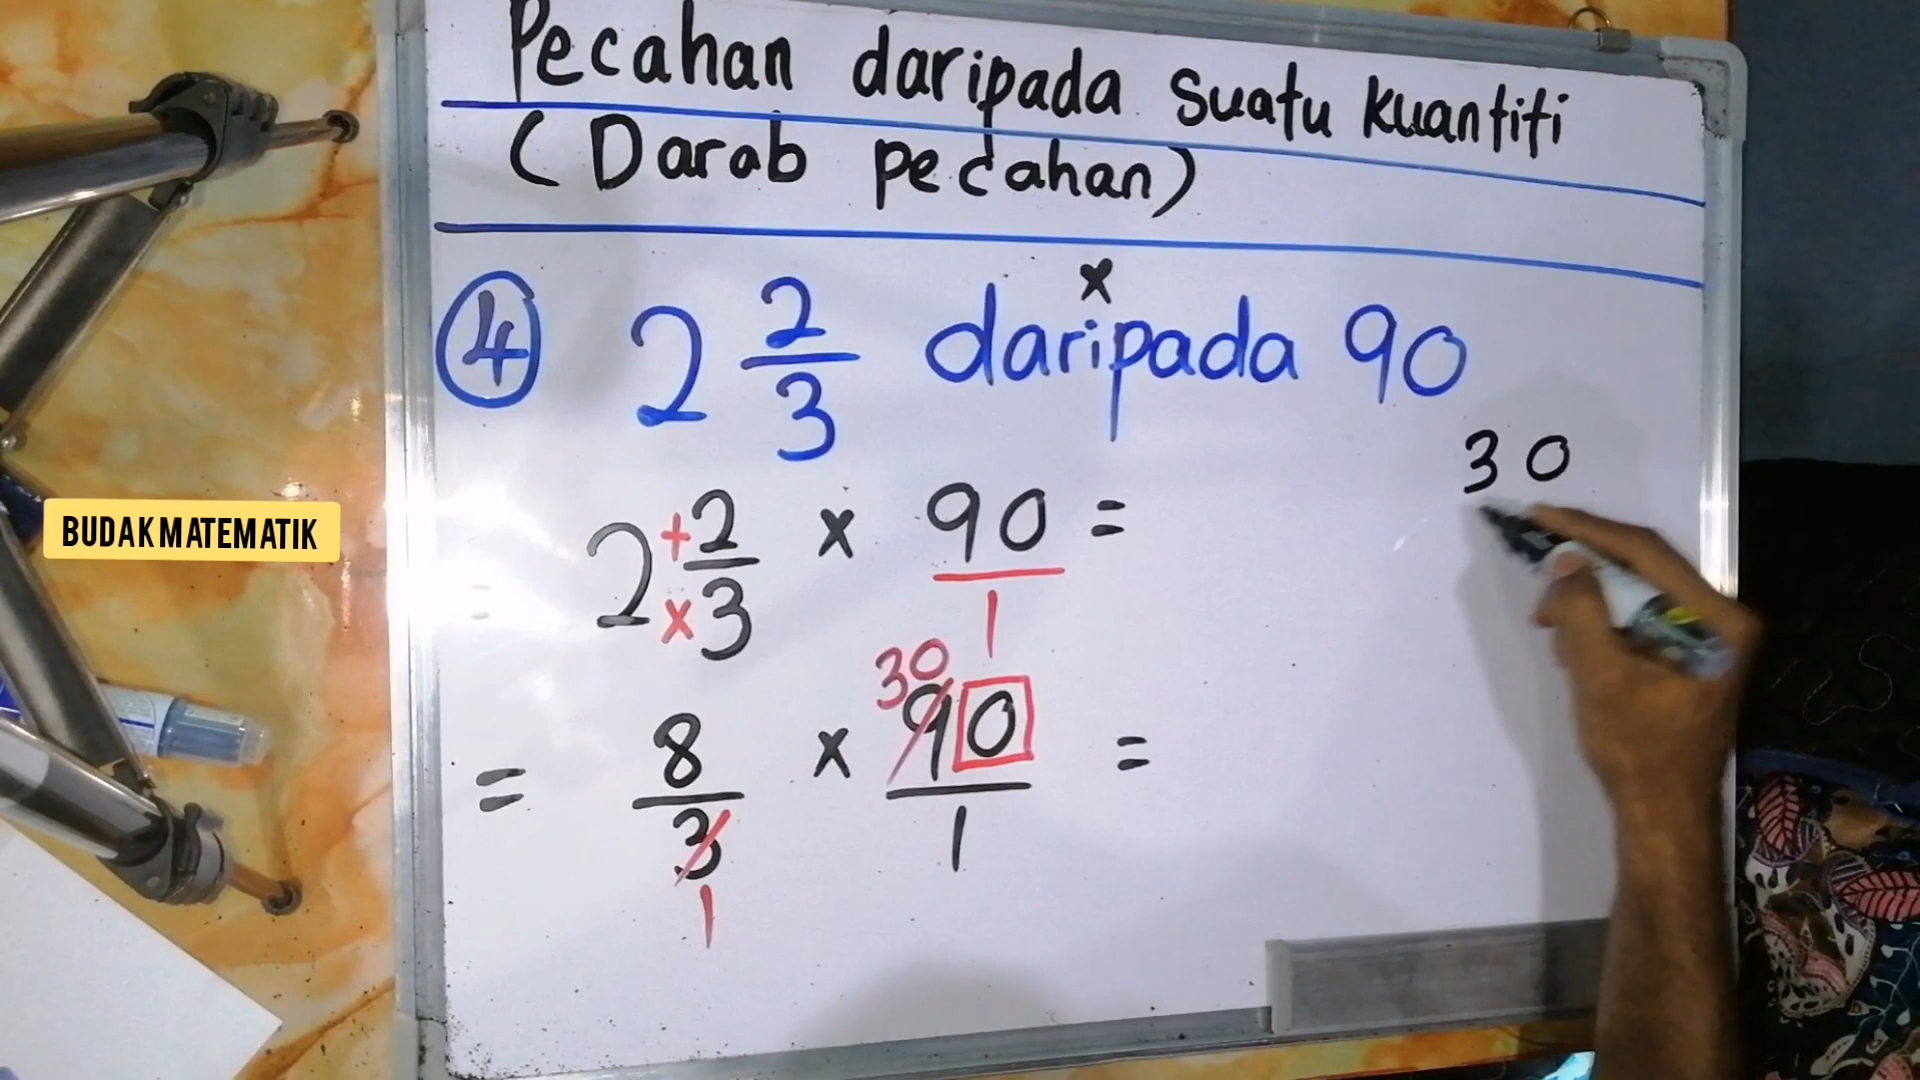 Pecahan daripada suatu kuantiti
(Darab pecahan)
x
4 2 2/3 daripada 90
30
2 + 2/3 x 90/1 =
x
BUDAK MATEMATIK
30
= 8/3 x 90/1 =
1